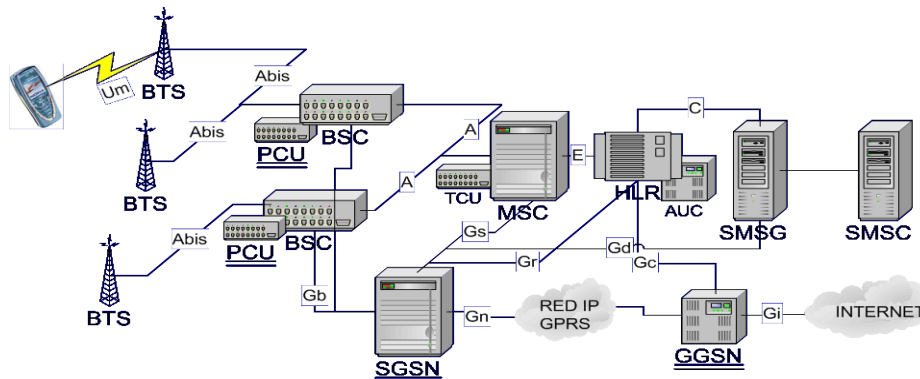 Um
BTS
Abis
Abis
BTS
PCU
BSC
A
A
TCU
MSC
E
HLR
AUC
C
SMSG
SMSC
Abis
BTS
PCU
BSC
Gs
Gr
Gd
Gc
Gb
SGSN
Gn
RED IP
GPRS
GGSN
Gi
INTERNET